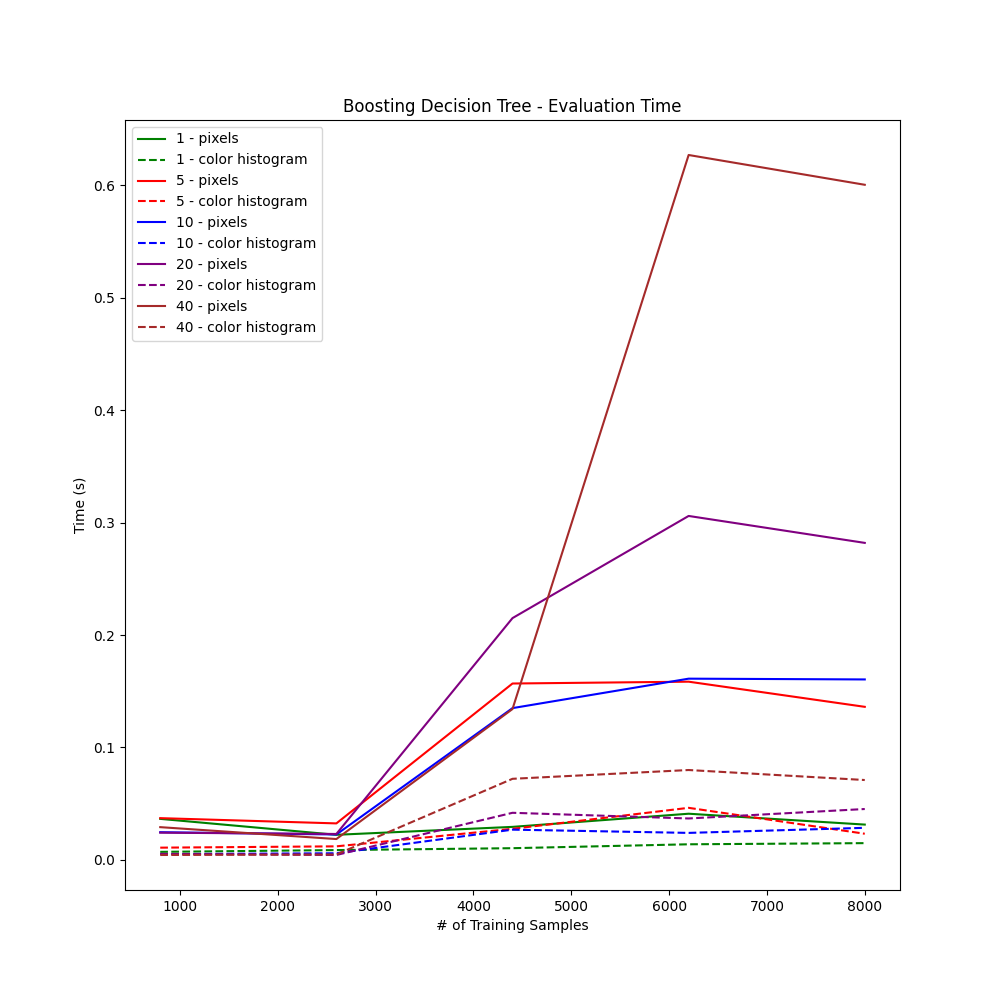 Boosting Decision Tree - Evaluation Time
1 - pixels
1 - color histogram
5 - pixels
5 - color histogram
10 - pixels
10 - color histogram
20 - pixels
20 - color histogram
40 - pixels
40 - color histogram
0.6
0.5
0.4
0.3
0.2
0.1
0.0
Time (s)
1000 2000 3000 4000 5000 6000 7000 8000
# of Training Samples